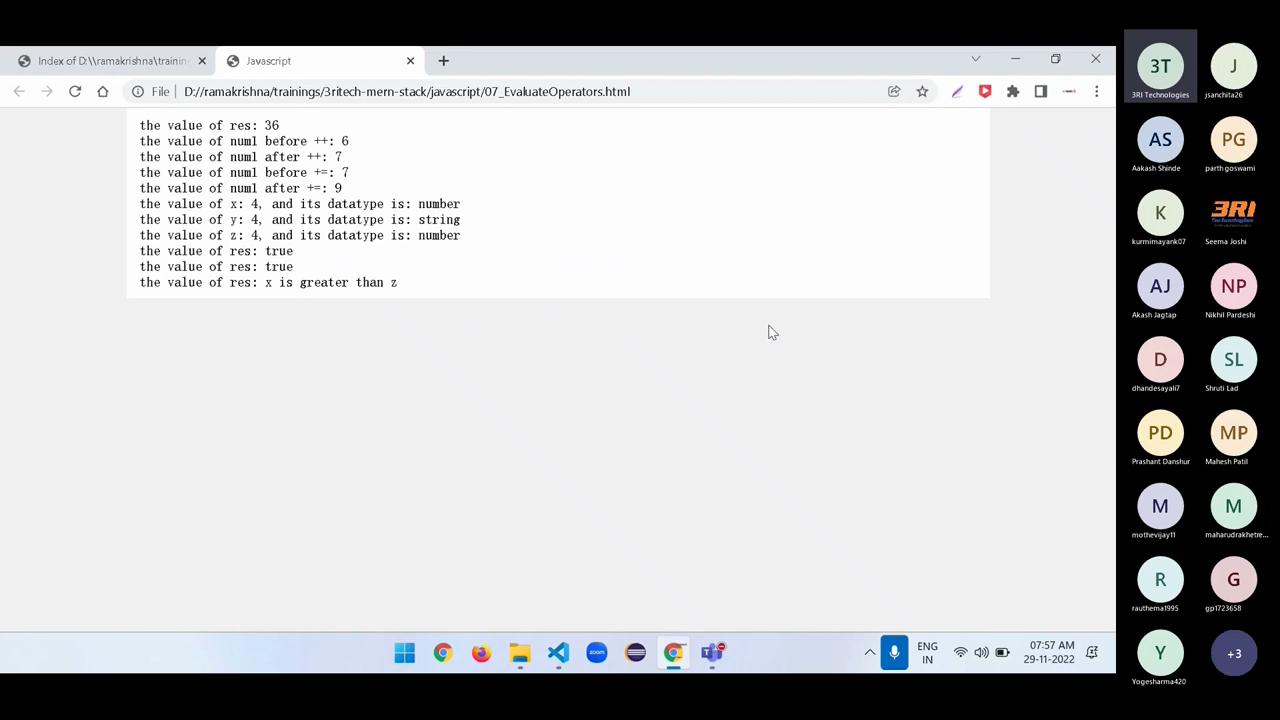 Index of D:\\ramakrishna\trainin
Javascript
File
D://ramakrishna/trainings/3ritech-mern-stack/javascript/07_EvaluateOperators.html
the value of res: 36
the value of num1 before ++: 6
the value of num1 after ++: 7
the value of num1 before +=: 7
the value of num1 after +=: 9
the value of x: 4, and its datatype is: number
the value of y: 4, and its datatype is: string
the value of z: 4, and its datatype is: number
the value of res: true
the value of res: true
the value of res: x is greater than z
3T
J
3RI Technologies
jsanchita26
AS
PG
Aakash Shinde
parth goswami
K
3RI
kurmimayank07
Seema Joshi
AJ
NP
Akash Jagtap
Nikhil Pardeshi
D
SL
dhandesayali7
Shruti Lad
PD
MP
Prashant Danshur
Mahesh Patil
M
M
mothevijay11
maharudrakhetre...
R
G
rauthema1995
gp1723658
Y
+3
Yogesharma420
zoom
ENG
IN
07:57 AM
29-11-2022